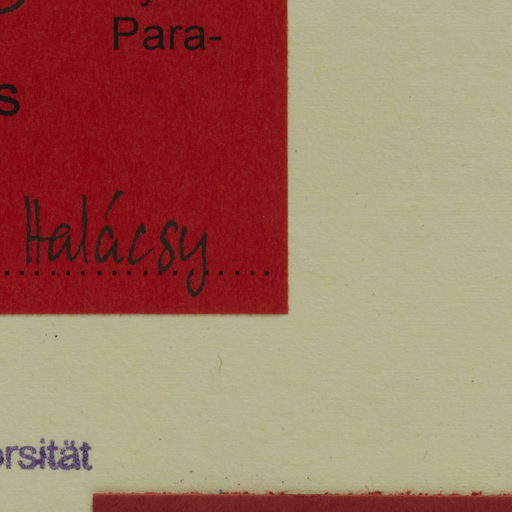 Para-
s
Halácsy
rsität